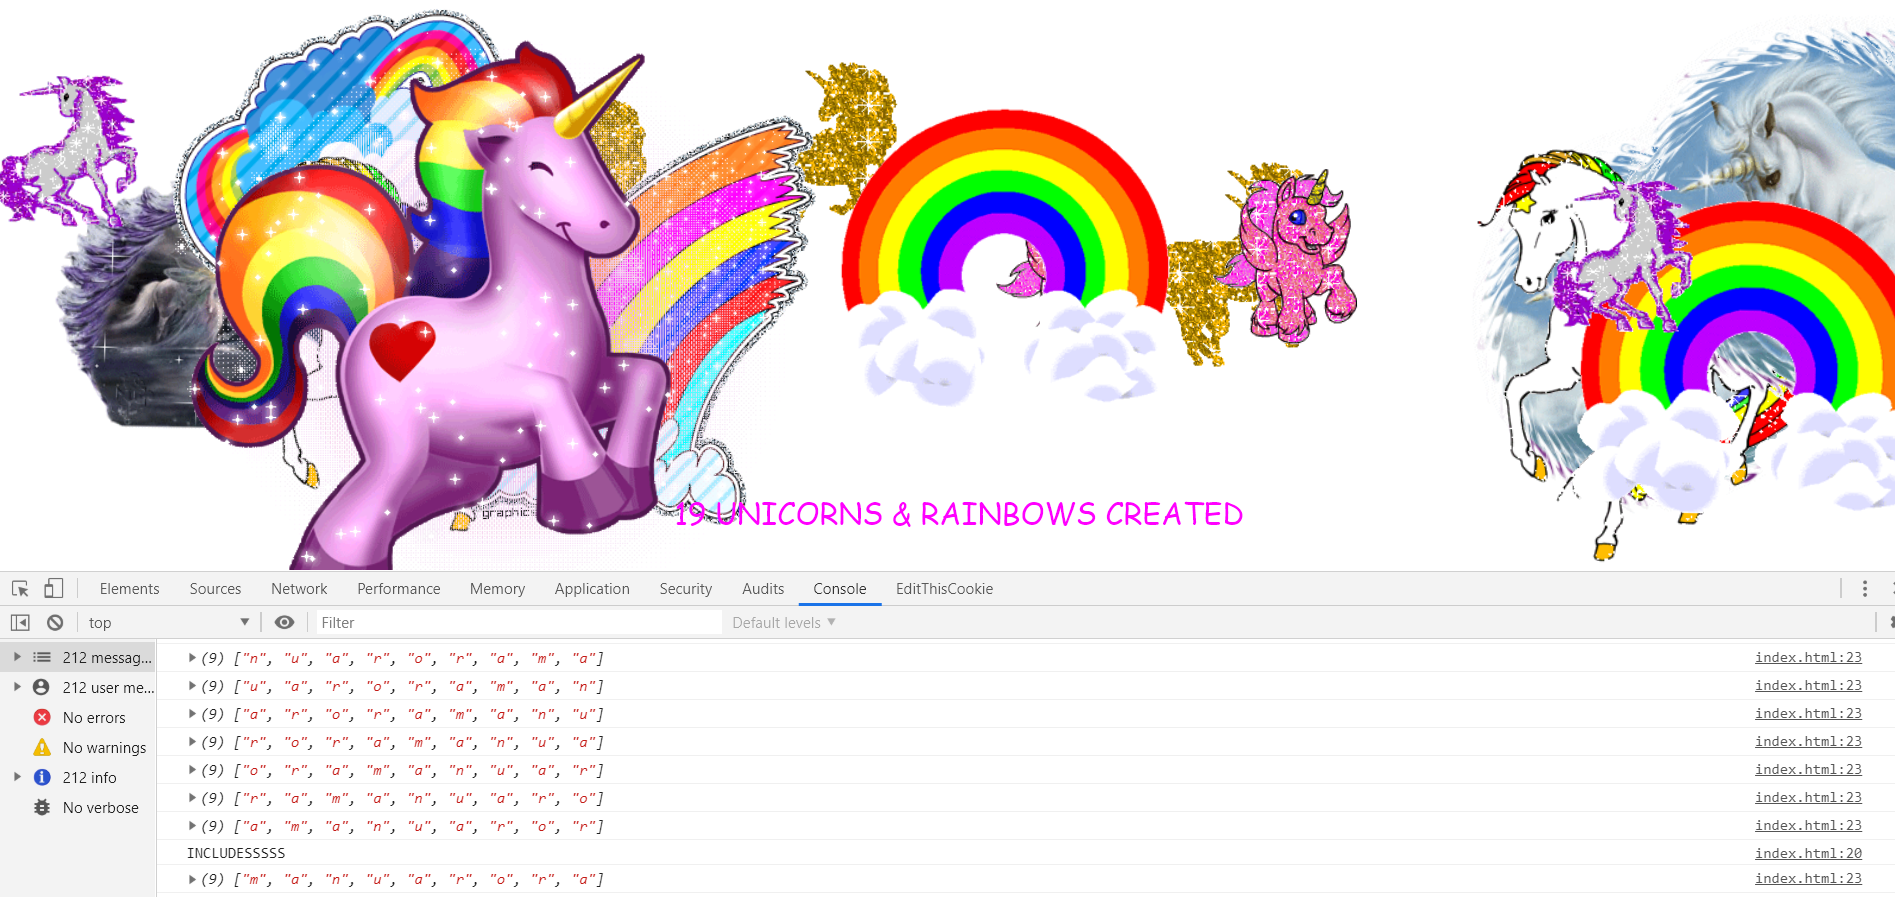 graphic
19 UNICORNS & RAINBOWS CREATED
Elements Sources Network Performance Memory Application Security Audits Console EditThisCookie
top Filter Default levels
212 messag...
212 user me...
No errors
No warnings
212 info
No verbose
(9) ["n", "u", "a", "r", "o", "r", "a", "m", "a"] index.html:23
(9) ["u", "a", "r", "o", "r", "a", "m", "a", "n"] index.html:23
(9) ["a", "r", "o", "r", "a", "m", "a", "n", "u"] index.html:23
(9) ["r", "o", "r", "a", "m", "a", "n", "u", "a"] index.html:23
(9) ["o", "r", "a", "m", "a", "n", "u", "a", "r"] index.html:23
(9) ["r", "a", "m", "a", "n", "u", "a", "r", "o"] index.html:23
(9) ["a", "m", "a", "n", "u", "a", "r", "o", "r"] index.html:23
INCLUDESSSSS index.html:20
(9) ["m", "a", "n", "u", "a", "r", "o", "r", "a"] index.html:23